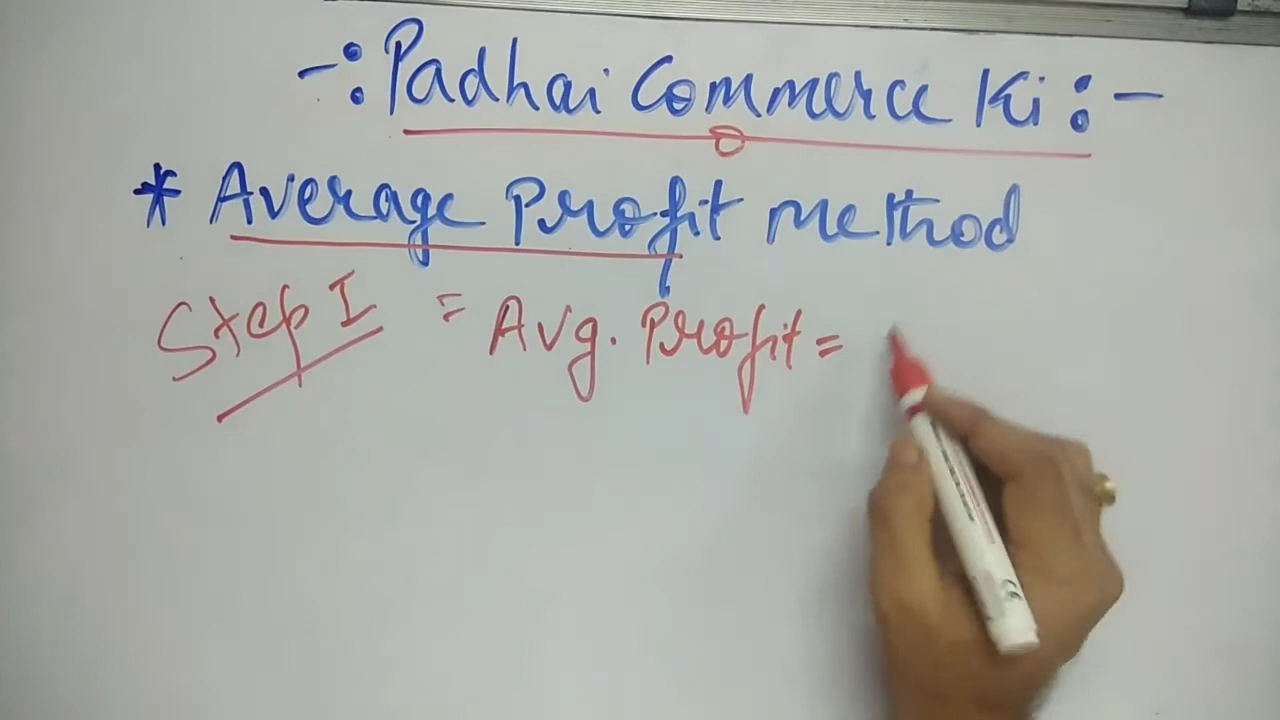 -: Padhai Commerce Ki :-
* Average Profit Method
Step I = Avg. Profit =